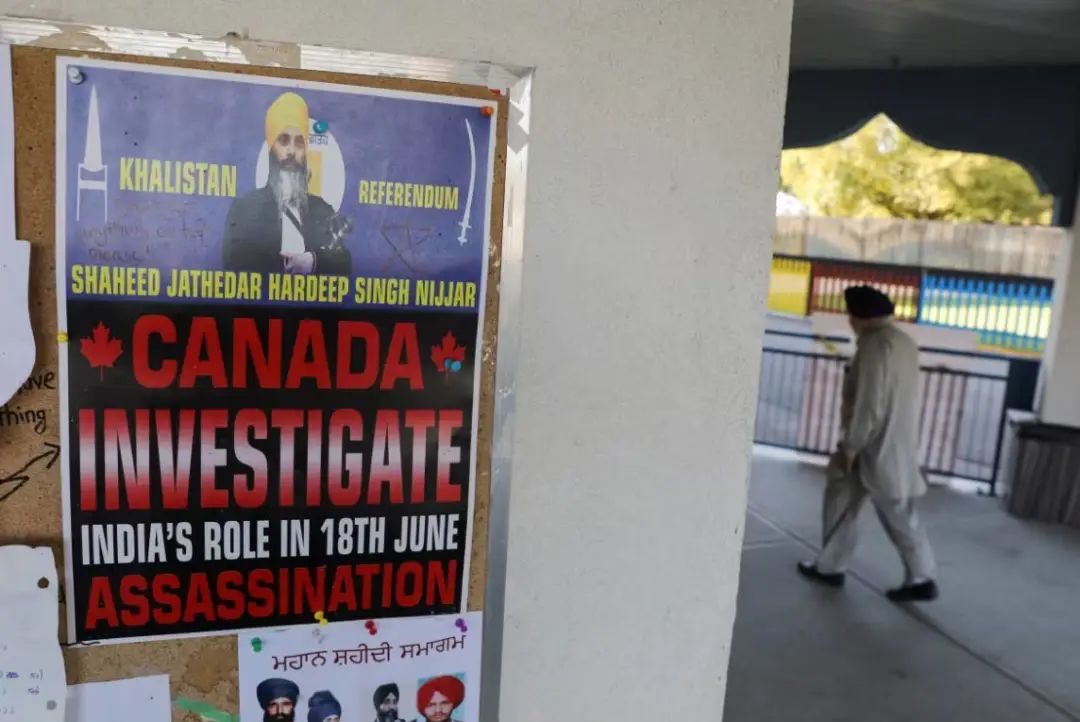 KHALISTAN
REFERENDUM
SHAHEED JATHEDAR HARDEEP SINGH NIJJAR
CANADA
INVESTIGATE
INDIA'S ROLE IN 18TH JUNE
ASSASSINATION
ਮਹਾਨ ਸ਼ਹੀਦੀ ਸਮਾਗਮ